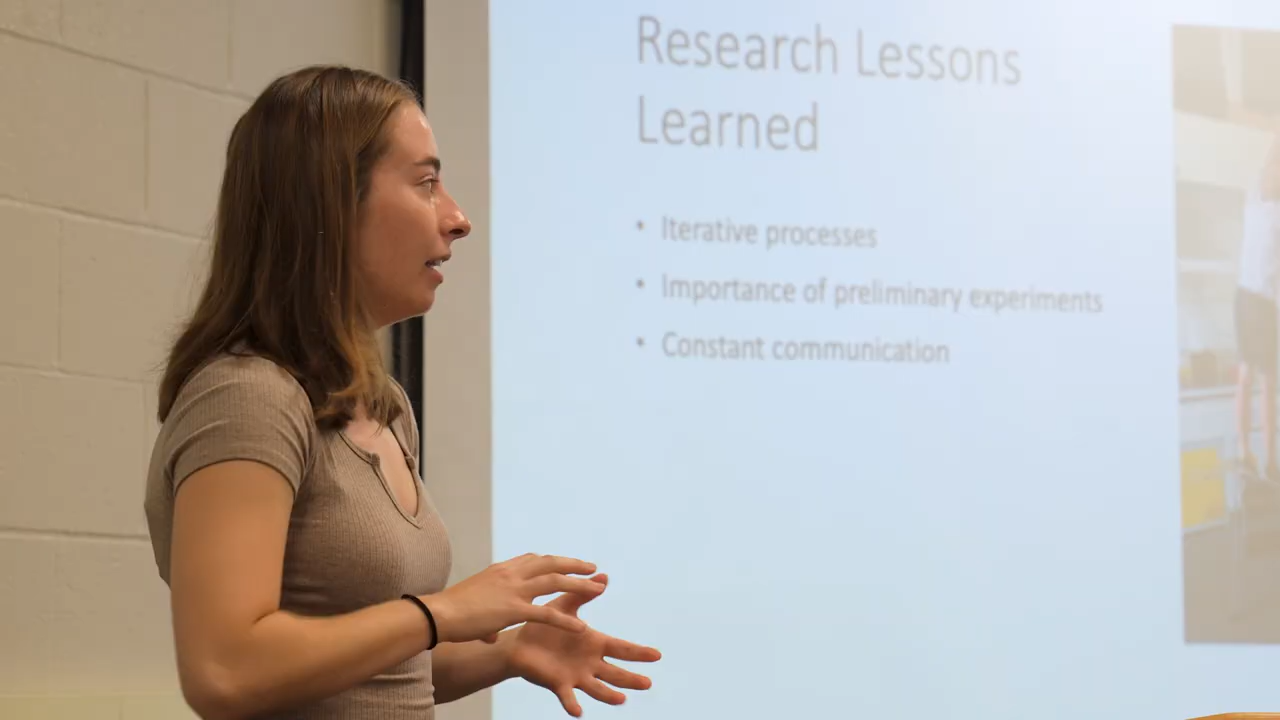 Research Lessons
Learned
• Iterative processes
• Importance of preliminary experiments
• Constant communication